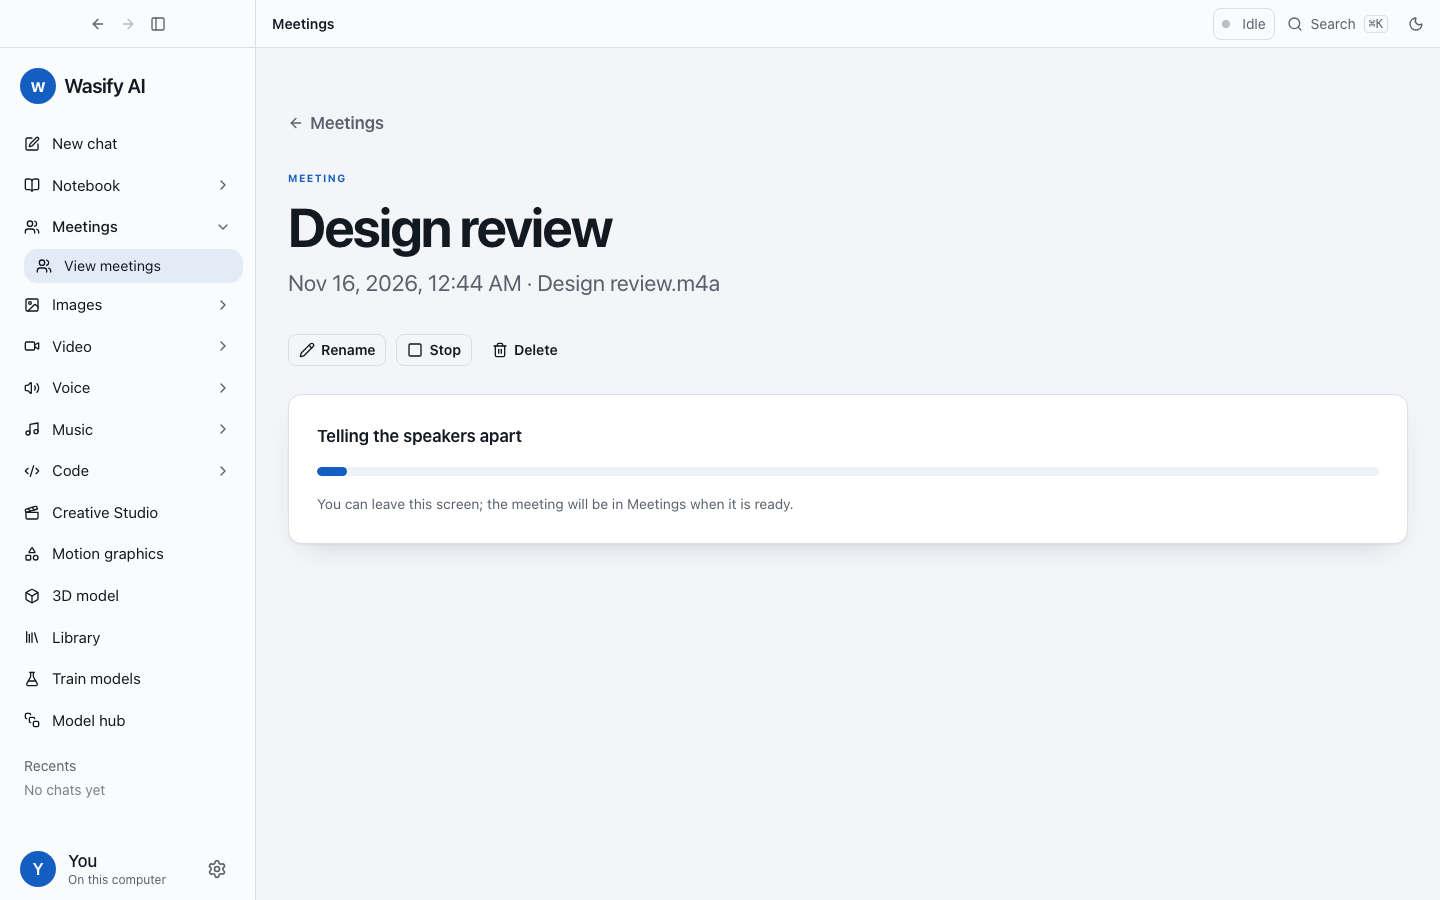 Meetings
Idle
Search ⌘K
W Wasify AI
New chat
Notebook
Meetings
View meetings
Images
Video
Voice
Music
Code
Creative Studio
Motion graphics
3D model
Library
Train models
Model hub
Recents
No chats yet
Y You
On this computer
Meetings
MEETING
Design review
Nov 16, 2026, 12:44 AM · Design review.m4a
Rename Stop Delete
Telling the speakers apart
You can leave this screen; the meeting will be in Meetings when it is ready.